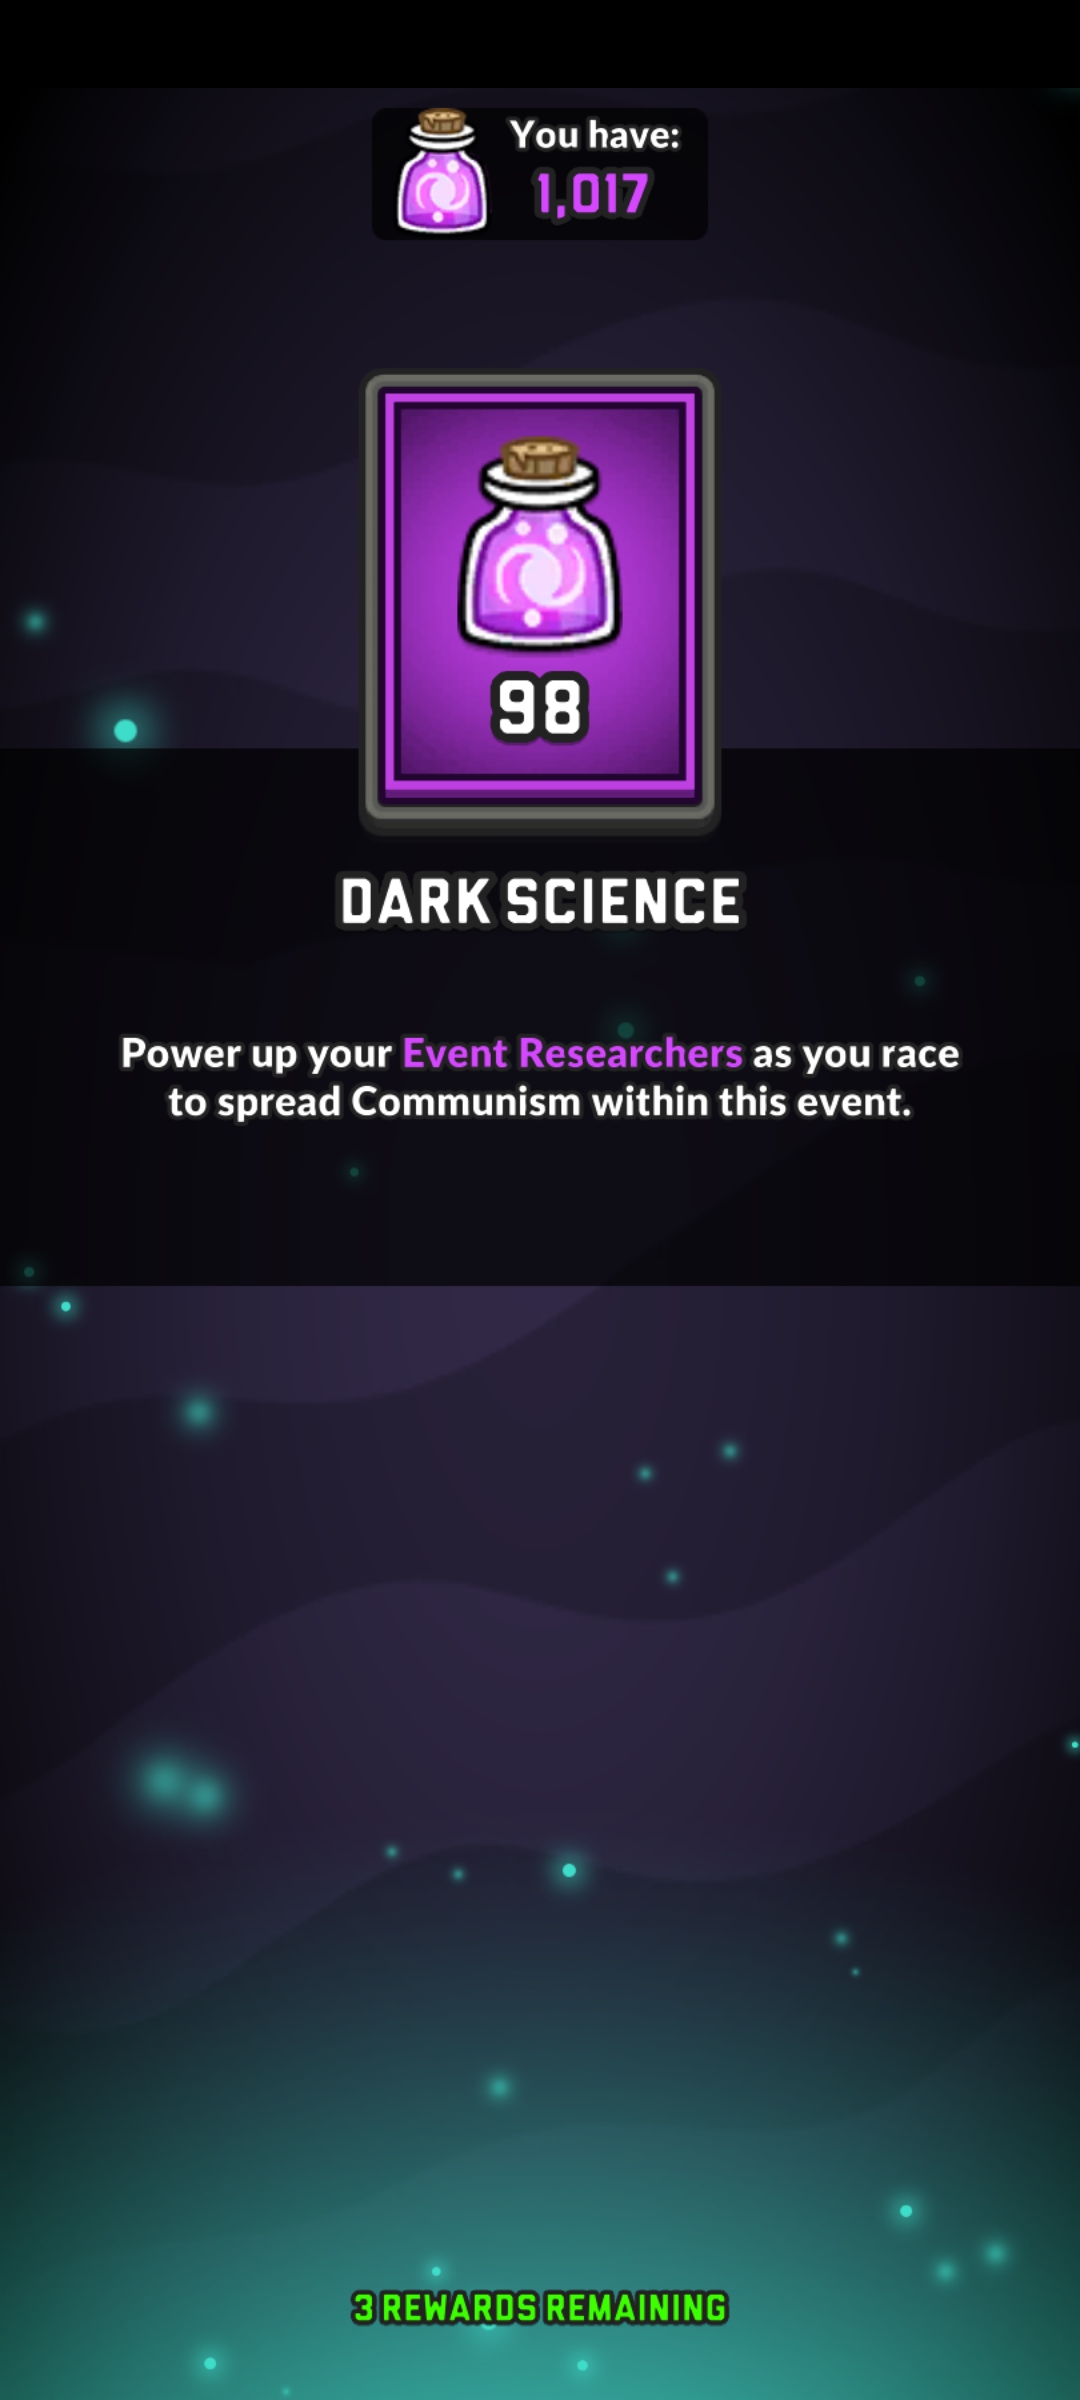 You have:
1,017
98
DARK SCIENCE
Power up your Event Researchers as you race
to spread Communism within this event.
3 REWARDS REMAINING